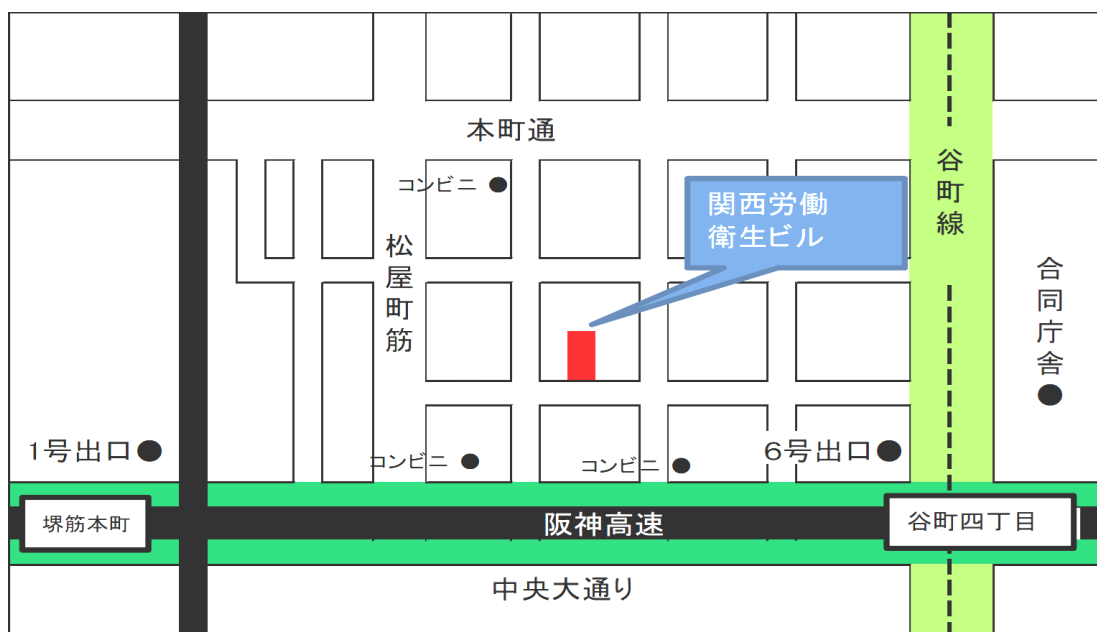 本町通
コンビニ
関西労働
衛生ビル
谷町線
松屋町筋
合同庁舎
1号出口
コンビニ
コンビニ
6号出口
堺筋本町
阪神高速
谷町四丁目
中央大通り